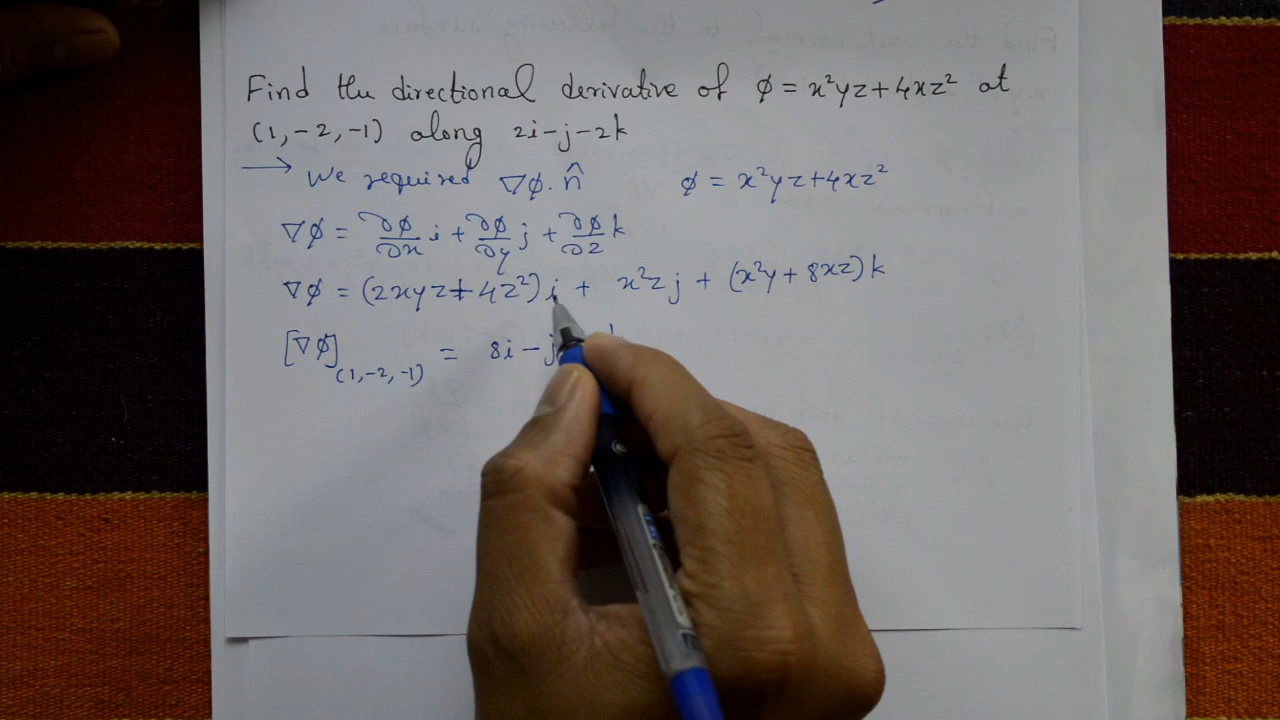 Find the directional derivative of φ = x²yz+4xz² at
(1,-2,-1) along 2i-j-2k
→ We required ∇φ. n̂ φ = x²yz+4xz²
∇φ = ∂φ/∂x i + ∂φ/∂y j + ∂φ/∂z k
∇φ = (2xyz+4z²)i + x²zj + (x²y+8xz)k
[∇φ](1,-2,-1) = 8i-j